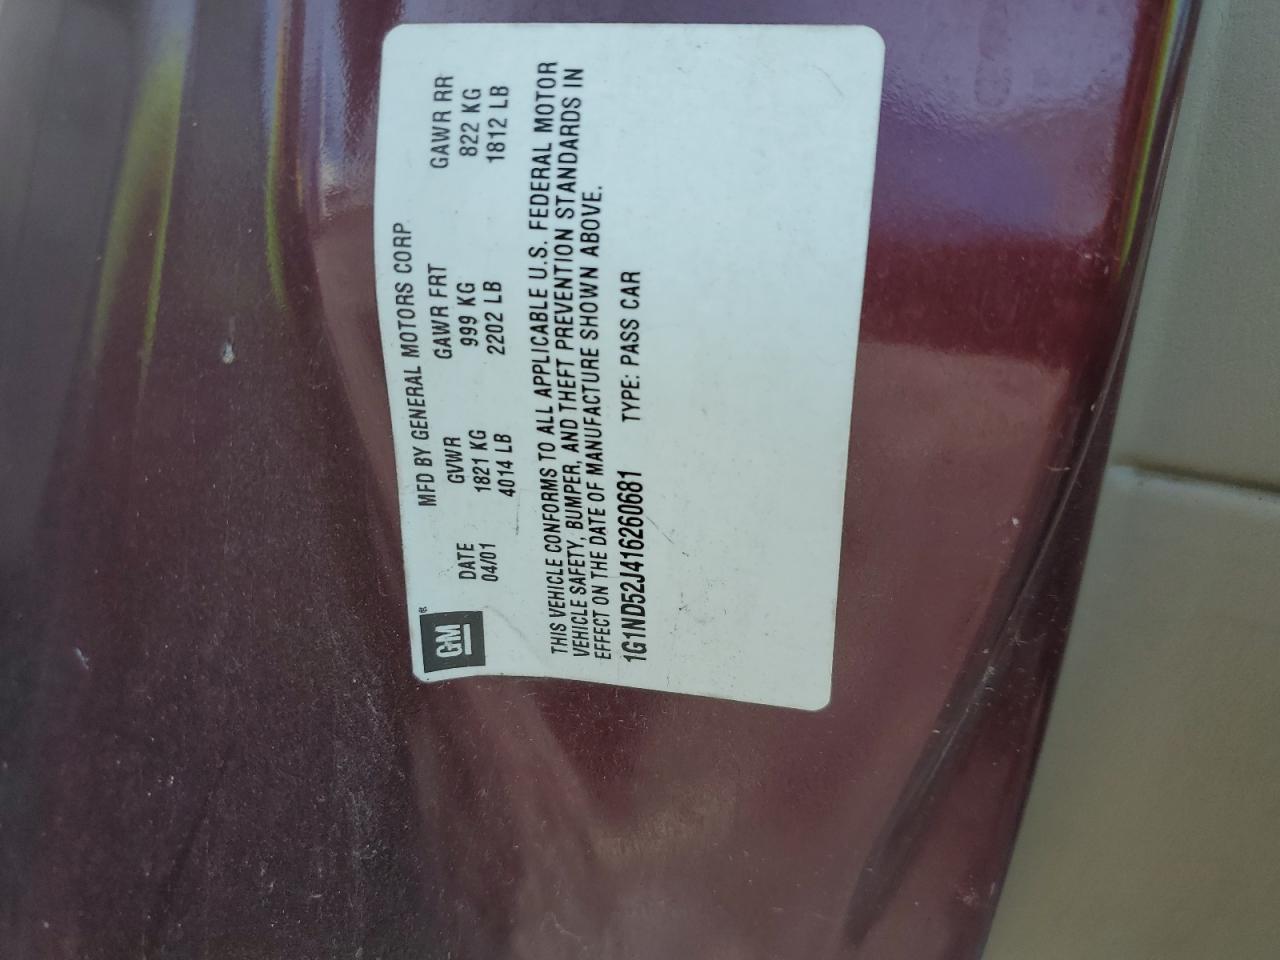 MFD BY GENERAL MOTORS CORP
GM®
DATE GVWR GAWR FRT GAWR RR
04/01 1821 KG 999 KG 822 KG
4014 LB 2202 LB 1812 LB
THIS VEHICLE CONFORMS TO ALL APPLICABLE U.S. FEDERAL MOTOR
VEHICLE SAFETY, BUMPER, AND THEFT PREVENTION STANDARDS IN
EFFECT ON THE DATE OF MANUFACTURE SHOWN ABOVE.
1G1ND52J416260681 TYPE: PASS CAR